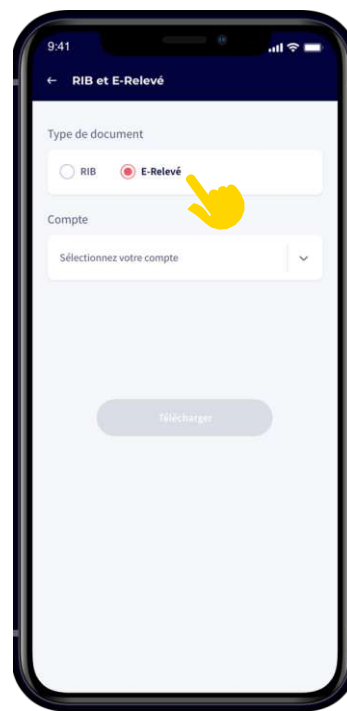 9:41
← RIB et E-Relevé
Type de document
RIB E-Relevé
Compte
Sélectionnez votre compte
Télécharger